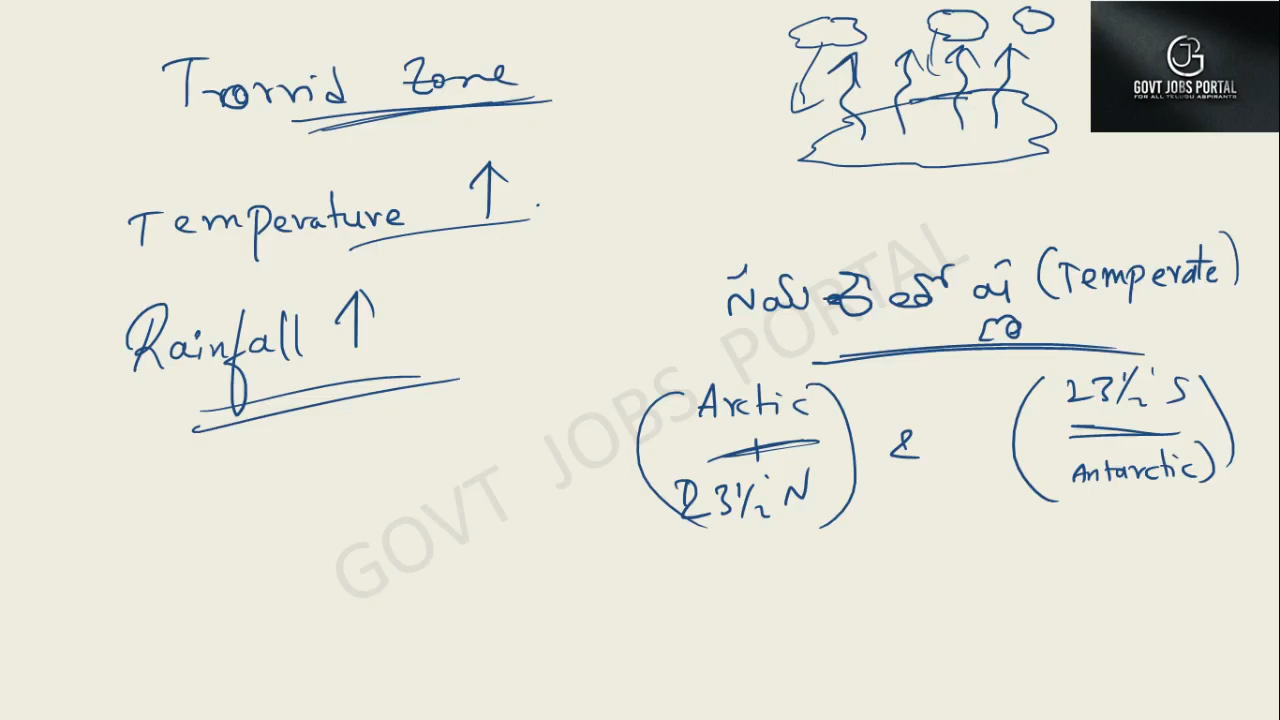 Torrid Zone
Temperature ↑
Rainfall ↑
(Temperate)
(Arctic
23½° N)
&
(23½° S
Antarctic)
GOVT JOBS PORTAL
FOR ALL TELUGU ASPIRANTS
GOVT JOBS PORTAL